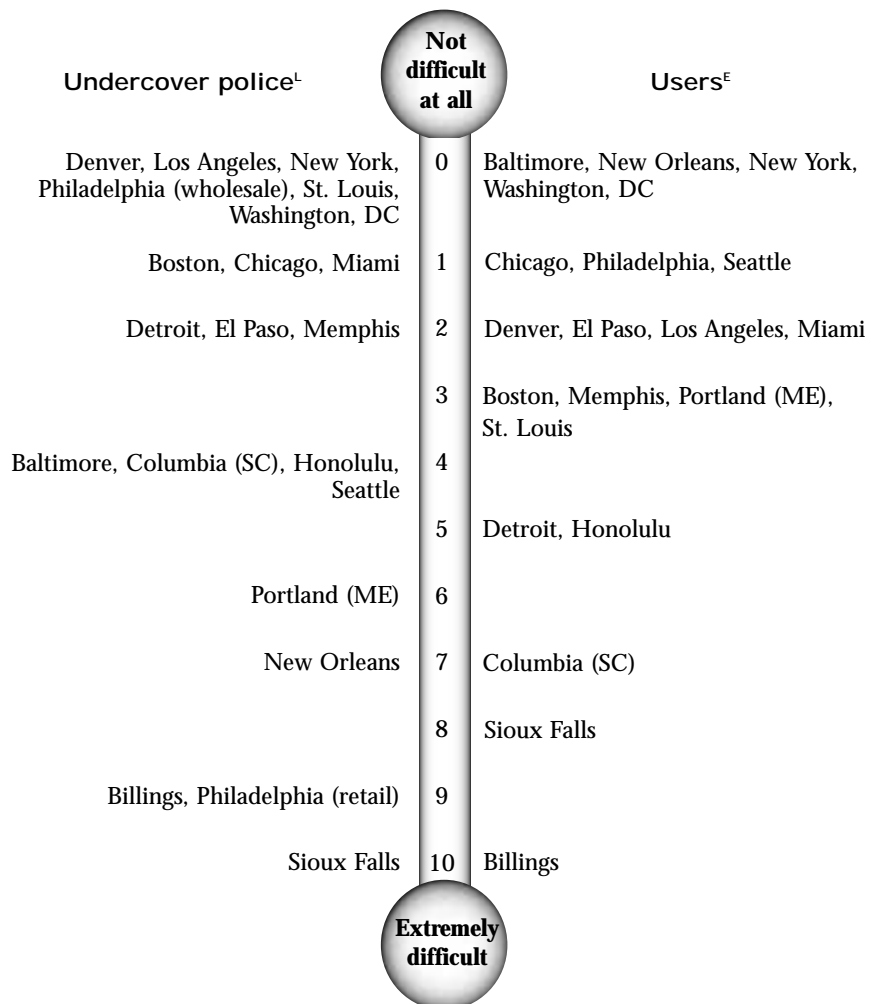 Not
difficult
at all
Undercover policeᴸ
Usersᴱ
Denver, Los Angeles, New York,
Philadelphia (wholesale), St. Louis,
Washington, DC
0
Baltimore, New Orleans, New York,
Washington, DC
Boston, Chicago, Miami
1
Chicago, Philadelphia, Seattle
Detroit, El Paso, Memphis
2
Denver, El Paso, Los Angeles, Miami
3
Boston, Memphis, Portland (ME),
St. Louis
Baltimore, Columbia (SC), Honolulu,
Seattle
4
5
Detroit, Honolulu
Portland (ME)
6
New Orleans
7
Columbia (SC)
8
Sioux Falls
Billings, Philadelphia (retail)
9
Sioux Falls
10
Billings
Extremely
difficult